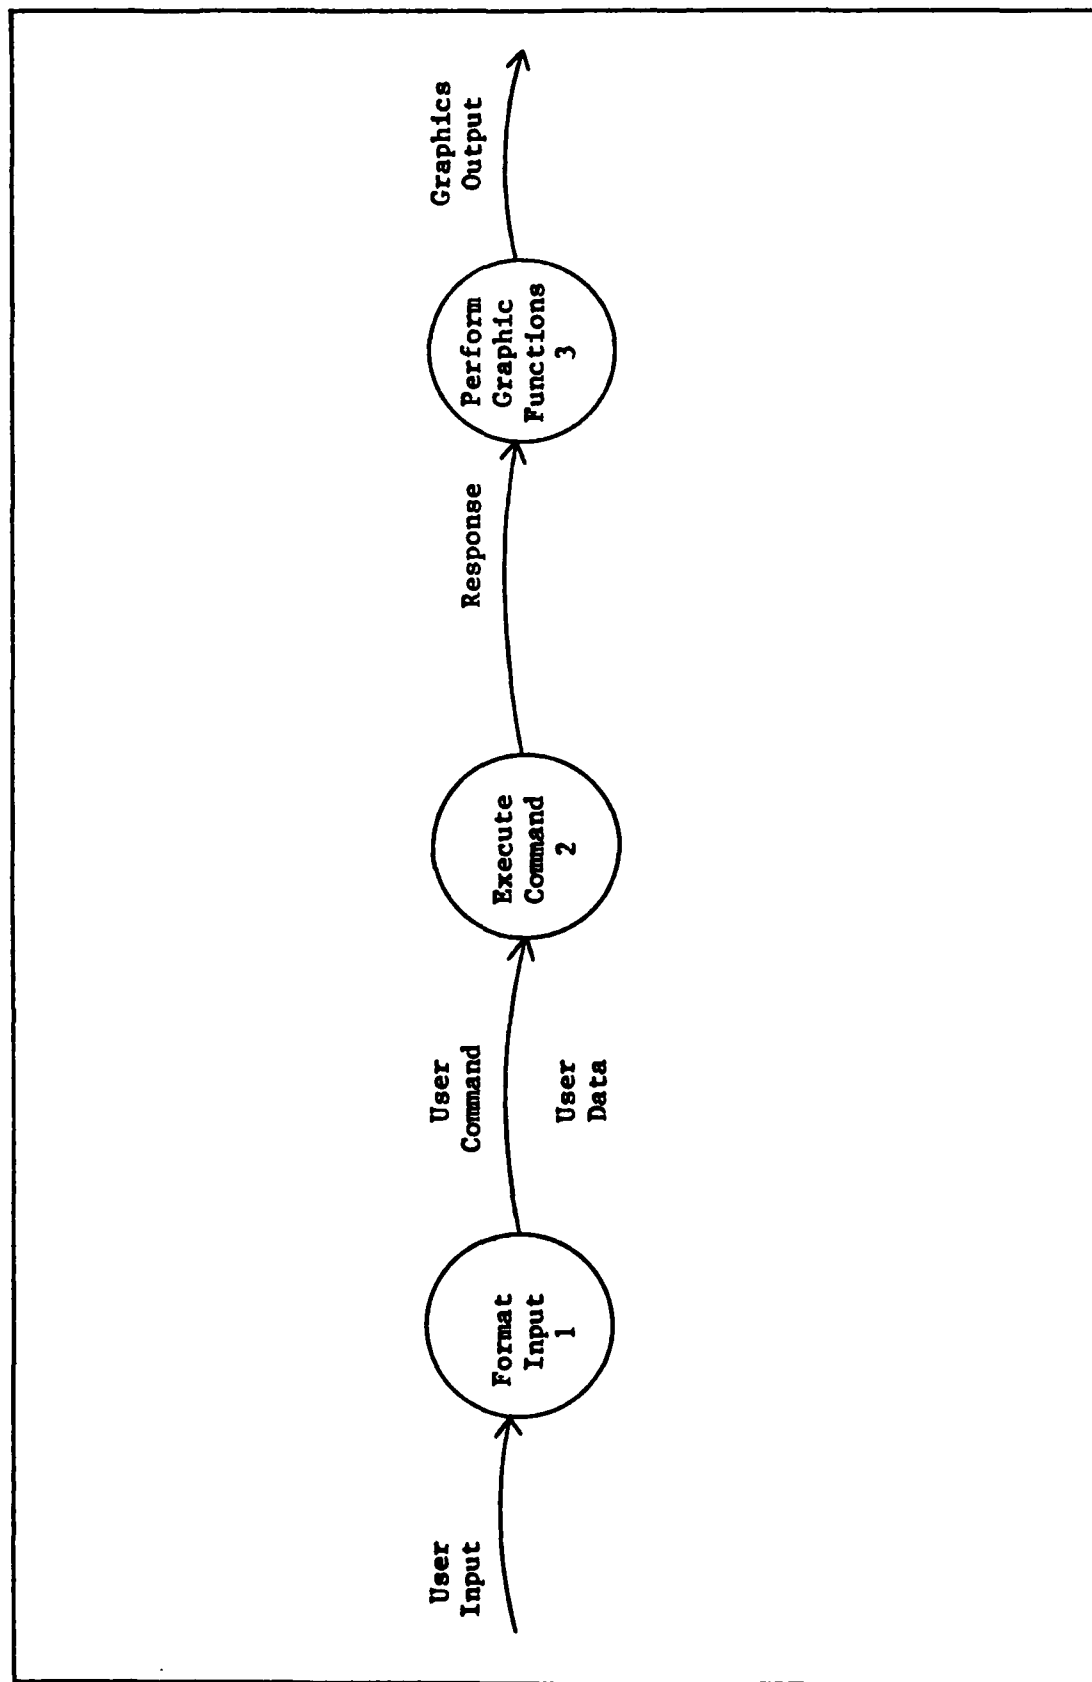 User
Input
Format
Input
1
User
Command
User
Data
Execute
Command
2
Response
Perform
Graphic
Functions
3
Graphics
Output